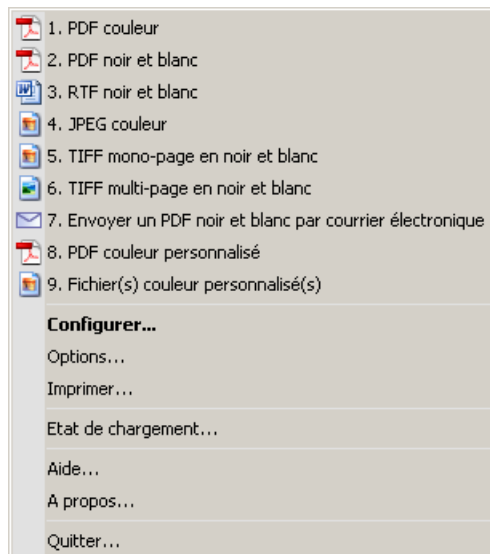 1. PDF couleur
2. PDF noir et blanc
3. RTF noir et blanc
4. JPEG couleur
5. TIFF mono-page en noir et blanc
6. TIFF multi-page en noir et blanc
7. Envoyer un PDF noir et blanc par courrier électronique
8. PDF couleur personnalisé
9. Fichier(s) couleur personnalisé(s)
Configurer...
Options...
Imprimer...
Etat de chargement...
Aide...
A propos...
Quitter...